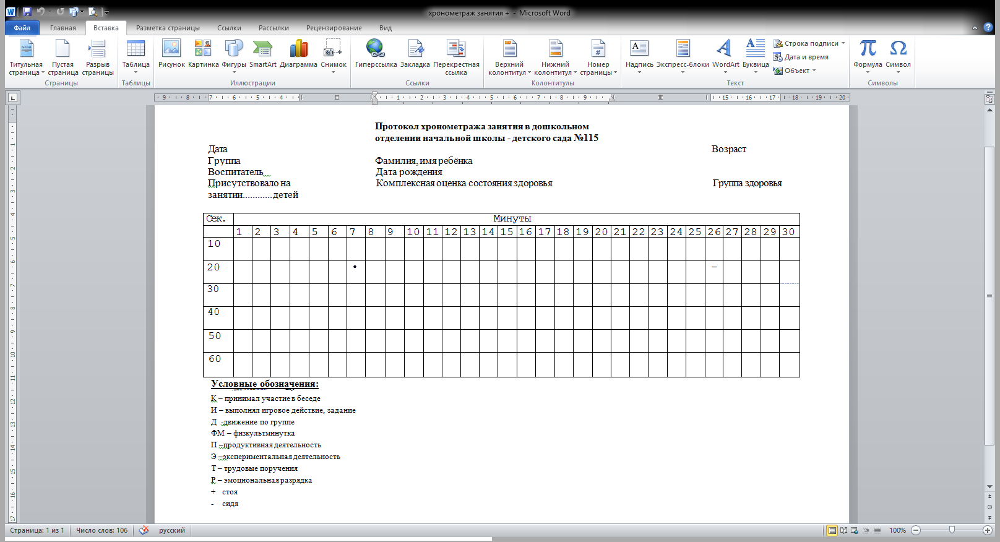 хронометраж занятия + - Microsoft Word
Файл Главная Вставка Разметка страницы Ссылки Рассылки Рецензирование Вид
Титульная страница
Пустая страница
Разрыв страницы
Таблица
Рисунок
Картинка
Фигуры
SmartArt
Диаграмма
Снимок
Гиперссылка
Закладка
Перекрестная ссылка
Верхний колонтитул
Нижний колонтитул
Номер страницы
Надпись
Экспресс-блоки
WordArt
Буквица
Строка подписи
Дата и время
Объект
Формула
Символ
Страницы Таблицы Иллюстрации Ссылки Колонтитулы Текст Символы
Протокол хронометража занятия в дошкольном
отделении начальной школы - детского сада №115
Дата Возраст
Группа Фамилия, имя ребёнка
Воспитатель Дата рождения
Присутствовало на Комплексная оценка состояния здоровья Группа здоровья
занятии............детей
Сек. Минуты
1 2 3 4 5 6 7 8 9 10 11 12 13 14 15 16 17 18 19 20 21 22 23 24 25 26 27 28 29 30
10
20 • –
30
40
50
60
Условные обозначения:
К – принимал участие в беседе
И – выполнял игровое действие, задание
Д -движение по группе
ФМ – физкультминутка
П –продуктивная деятельность
Э –экспериментальная деятельность
Т – трудовые поручения
Р – эмоциональная разрядка
+ стоя
- сидя
Страница: 1 из 1 Число слов: 106 русский 100%